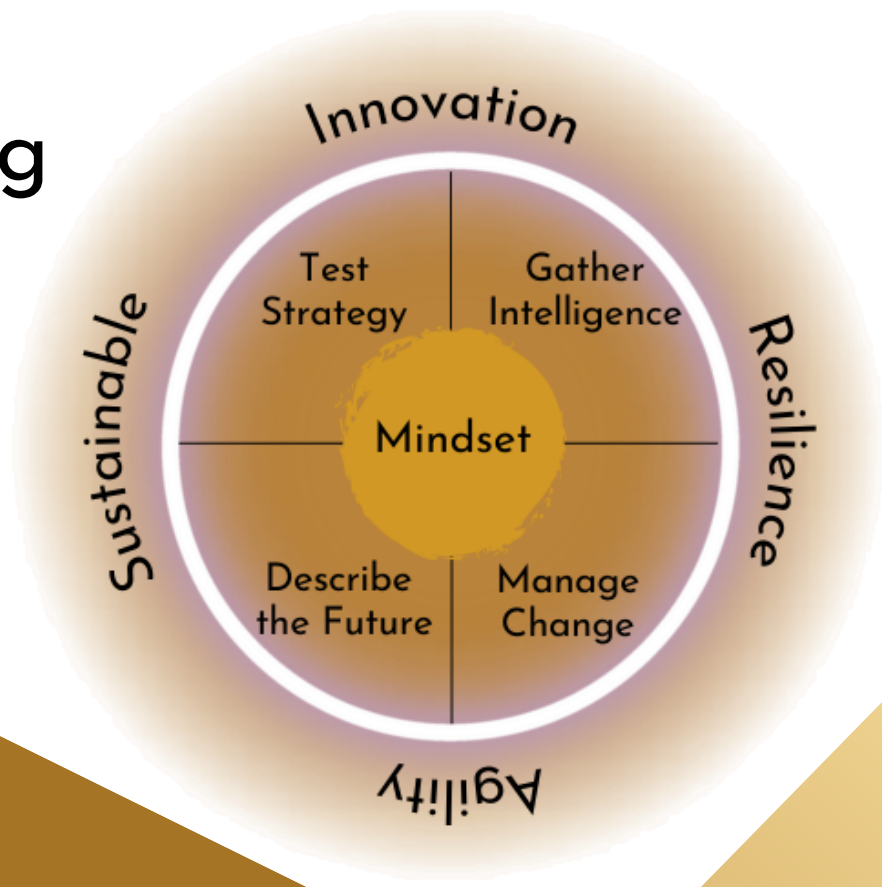 g
Innovation
Test
Strategy
Gather
Intelligence
Sustainable
Mindset
Resilience
Describe
the Future
Manage
Change
Agility